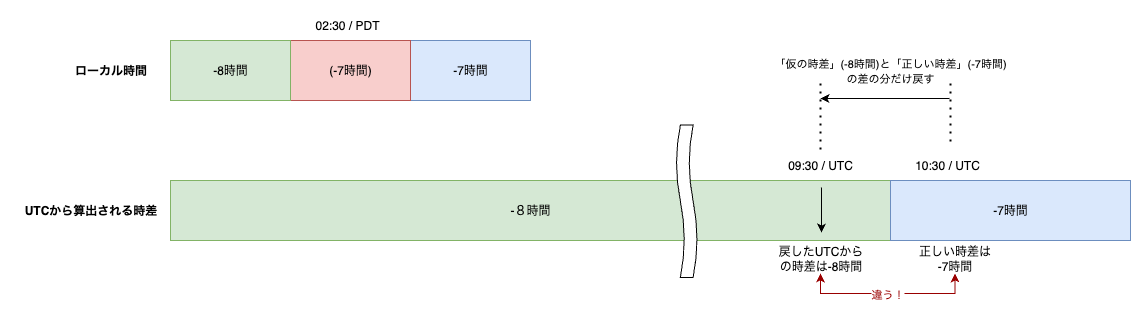 02:30 / PDT
ローカル時間
-8時間
(-7時間)
-7時間
「仮の時差」(-8時間)と「正しい時差」(-7時間)
の差の分だけ戻す
09:30 / UTC
10:30 / UTC
UTCから算出される時差
-８時間
-7時間
戻したUTCから
の時差は-8時間
正しい時差は
-7時間
違う！